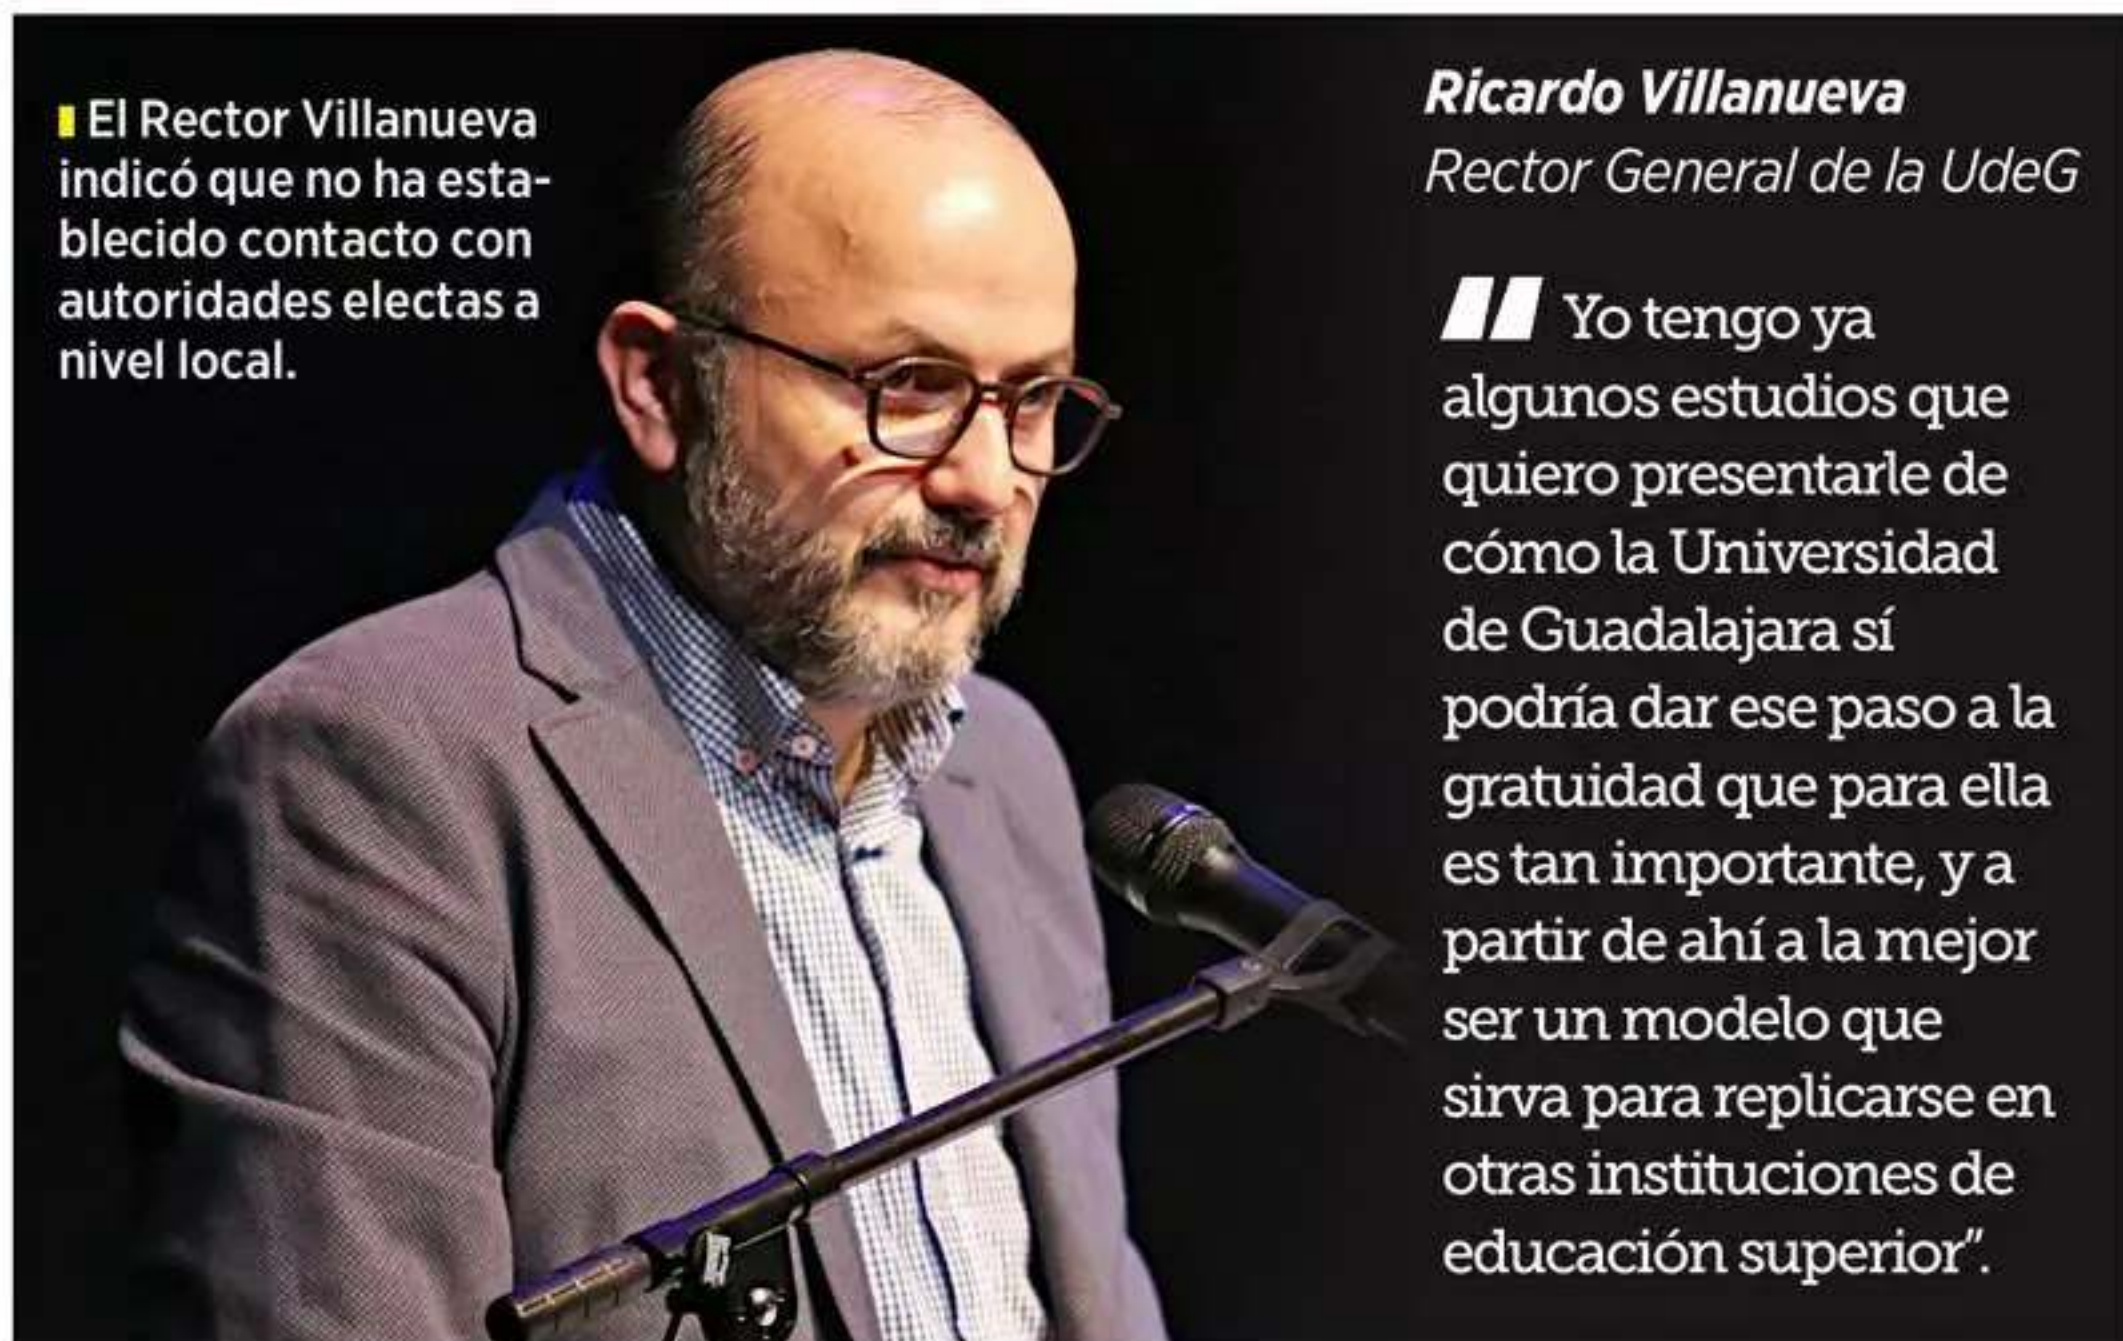 El Rector Villanueva
indicó que no ha esta-
blecido contacto con
autoridades electas a
nivel local.
Ricardo Villanueva
Rector General de la UdeG
“ Yo tengo ya
algunos estudios que
quiero presentarle de
cómo la Universidad
de Guadalajara sí
podría dar ese paso a la
gratuidad que para ella
es tan importante, y a
partir de ahí a la mejor
ser un modelo que
sirva para replicarse en
otras instituciones de
educación superior”.